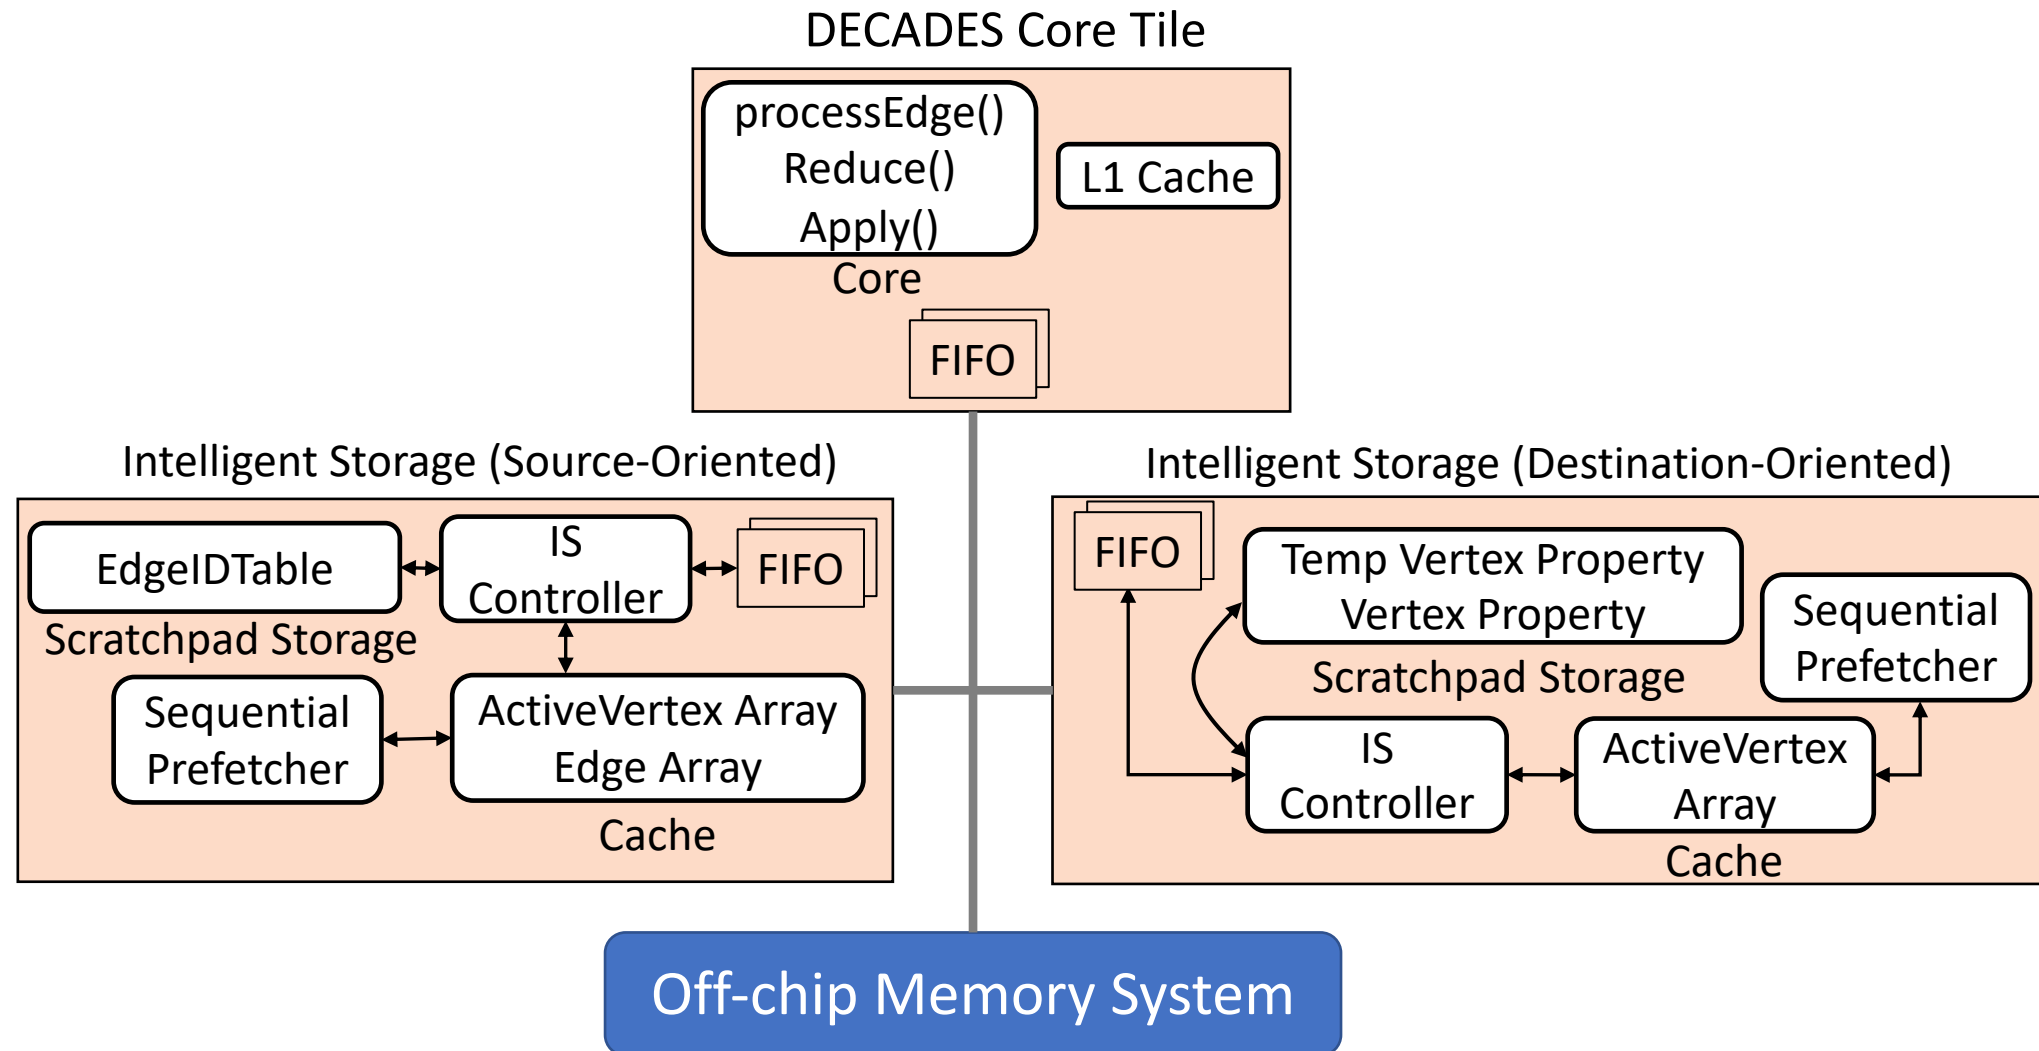 DECADES Core Tile
processEdge()
Reduce()
Apply()
Core
L1 Cache
FIFO
Intelligent Storage (Source-Oriented)
EdgeIDTable
Scratchpad Storage
IS
Controller
FIFO
Sequential
Prefetcher
ActiveVertex Array
Edge Array
Cache
Intelligent Storage (Destination-Oriented)
FIFO
Temp Vertex Property
Vertex Property
Scratchpad Storage
Sequential
Prefetcher
IS
Controller
ActiveVertex
Array
Cache
Off-chip Memory System